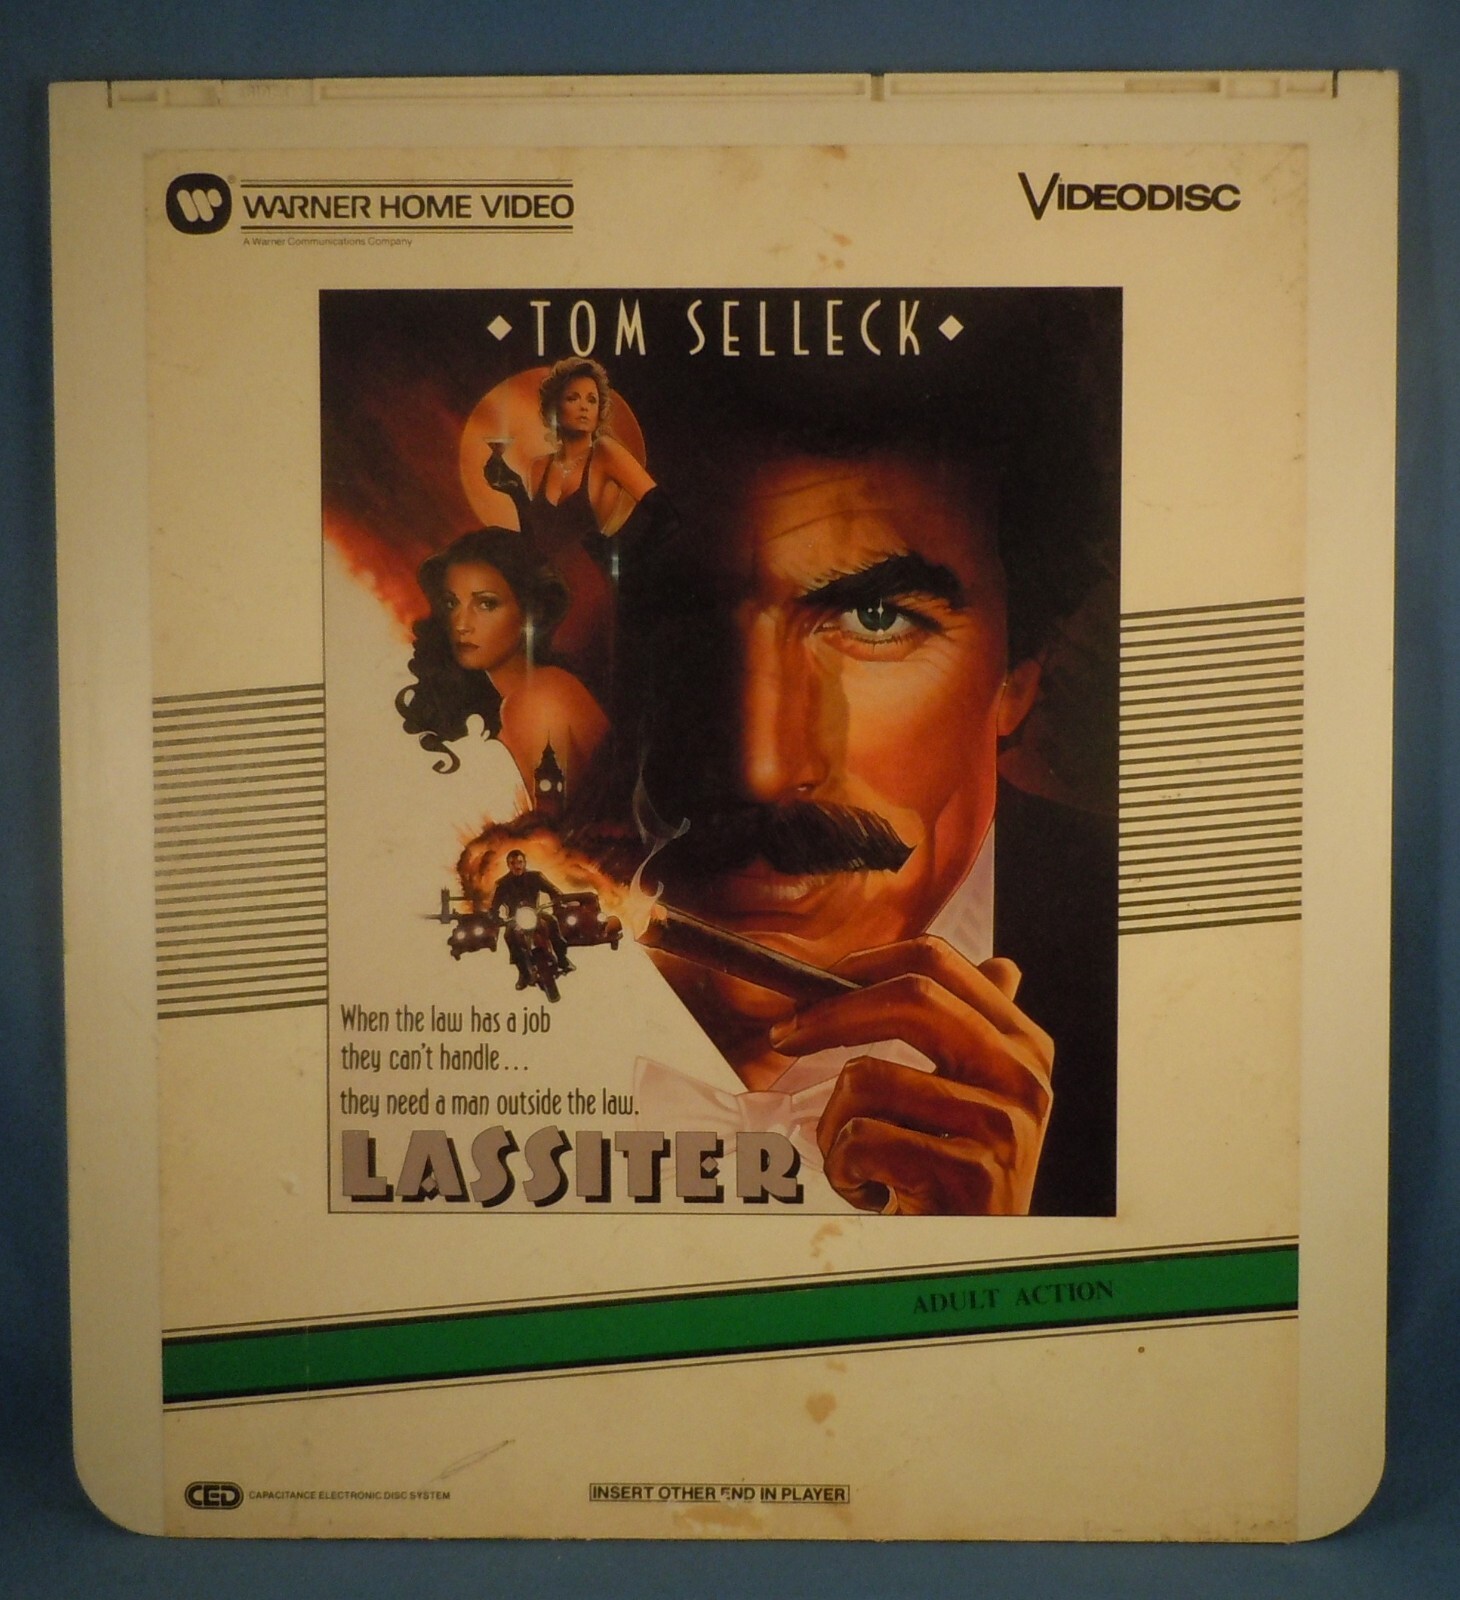 WARNER HOME VIDEO
A Warner Communications Company
VIDEODISC
TOM SELLECK
When the law has a job
they can't handle...
they need a man outside the law.
LASSITER
ADULT ACTION
CED CAPACITANCE ELECTRONIC DISC SYSTEM
INSERT OTHER END IN PLAYER